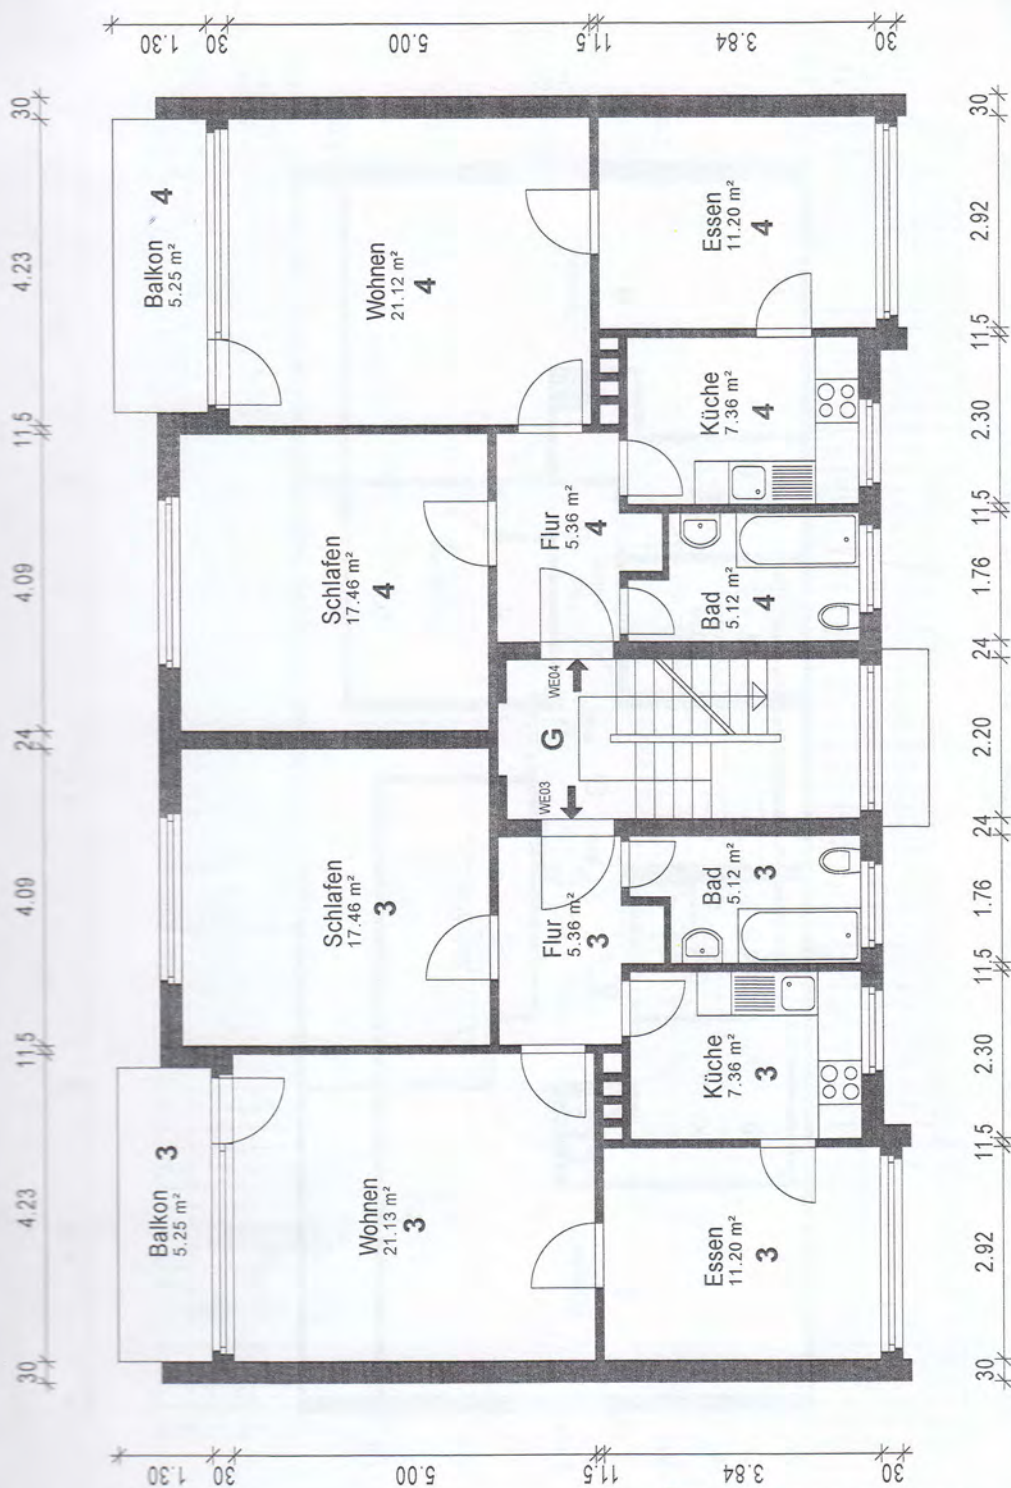 30
4.23
11,5
4.09
24
4.09
11,5
4.23
30
1.30
30
5.00
11.5
3.84
30
Balkon 3
5.25 m²
Balkon 4
5.25 m²
Schlafen
17.46 m²
3
Schlafen
17.46 m²
4
Wohnen
21.13 m²
3
Wohnen
21.12 m²
4
Flur
5.36 m²
3
WE03
G
WE04
Flur
5.36 m²
4
Essen
11.20 m²
3
Küche
7.36 m²
3
Bad
5.12 m²
3
Bad
5.12 m²
4
Küche
7.36 m²
4
Essen
11.20 m²
4
1.30
30
5.00
11.5
3.84
30
30
2.92
11,5
2.30
11,5
1.76
24
2.20
24
1.76
11,5
2.30
11,5
2.92
30